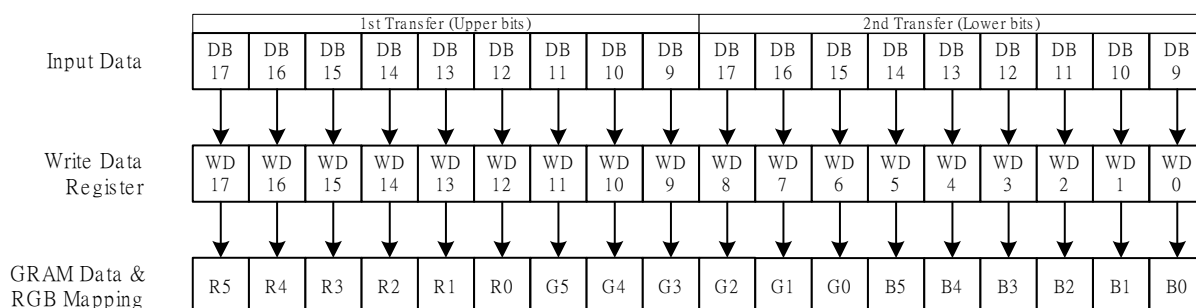 1st Transfer (Upper bits) 2nd Transfer (Lower bits)
Input Data DB 17 DB 16 DB 15 DB 14 DB 13 DB 12 DB 11 DB 10 DB 9 DB 17 DB 16 DB 15 DB 14 DB 13 DB 12 DB 11 DB 10 DB 9
Write Data Register WD 17 WD 16 WD 15 WD 14 WD 13 WD 12 WD 11 WD 10 WD 9 WD 8 WD 7 WD 6 WD 5 WD 4 WD 3 WD 2 WD 1 WD 0
GRAM Data & RGB Mapping R5 R4 R3 R2 R1 R0 G5 G4 G3 G2 G1 G0 B5 B4 B3 B2 B1 B0